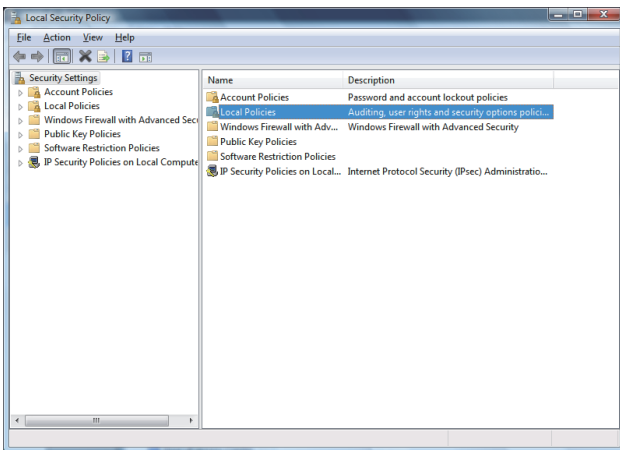 Local Security Policy
File Action View Help
Security Settings
Account Policies
Local Policies
Windows Firewall with Advanced Secu
Public Key Policies
Software Restriction Policies
IP Security Policies on Local Compute
Name Description
Account Policies Password and account lockout policies
Local Policies Auditing, user rights and security options polici...
Windows Firewall with Adv... Windows Firewall with Advanced Security
Public Key Policies
Software Restriction Policies
IP Security Policies on Local... Internet Protocol Security (IPsec) Administratio...